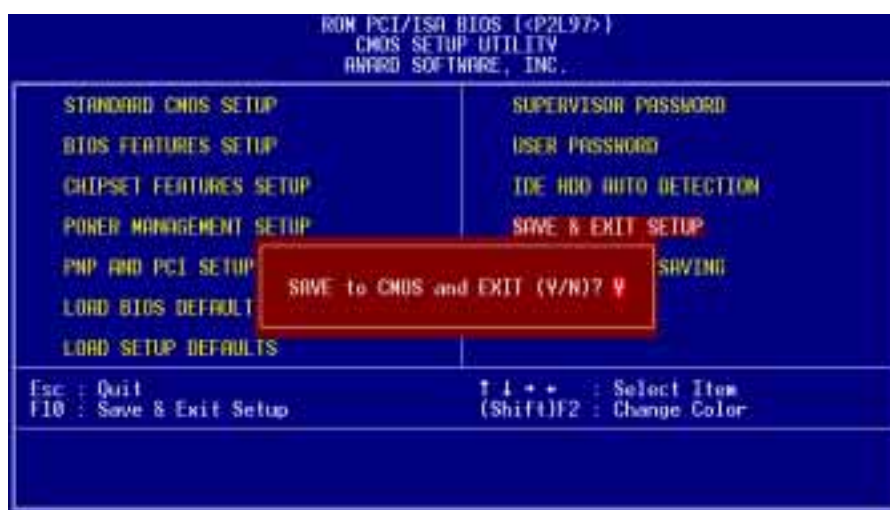 ROM PCI/ISA BIOS (<P2L97>)
CMOS SETUP UTILITY
AWARD SOFTWARE, INC.
STANDARD CMOS SETUP
BIOS FEATURES SETUP
CHIPSET FEATURES SETUP
POWER MANAGEMENT SETUP
PNP AND PCI SETUP
LOAD BIOS DEFAULT
LOAD SETUP DEFAULTS
SUPERVISOR PASSWORD
USER PASSWORD
IDE HDD AUTO DETECTION
SAVE & EXIT SETUP
SAVING
SAVE to CMOS and EXIT (Y/N)? Y
Esc : Quit
F10 : Save & Exit Setup
↑ ↓ → ← : Select Item
(Shift)F2 : Change Color